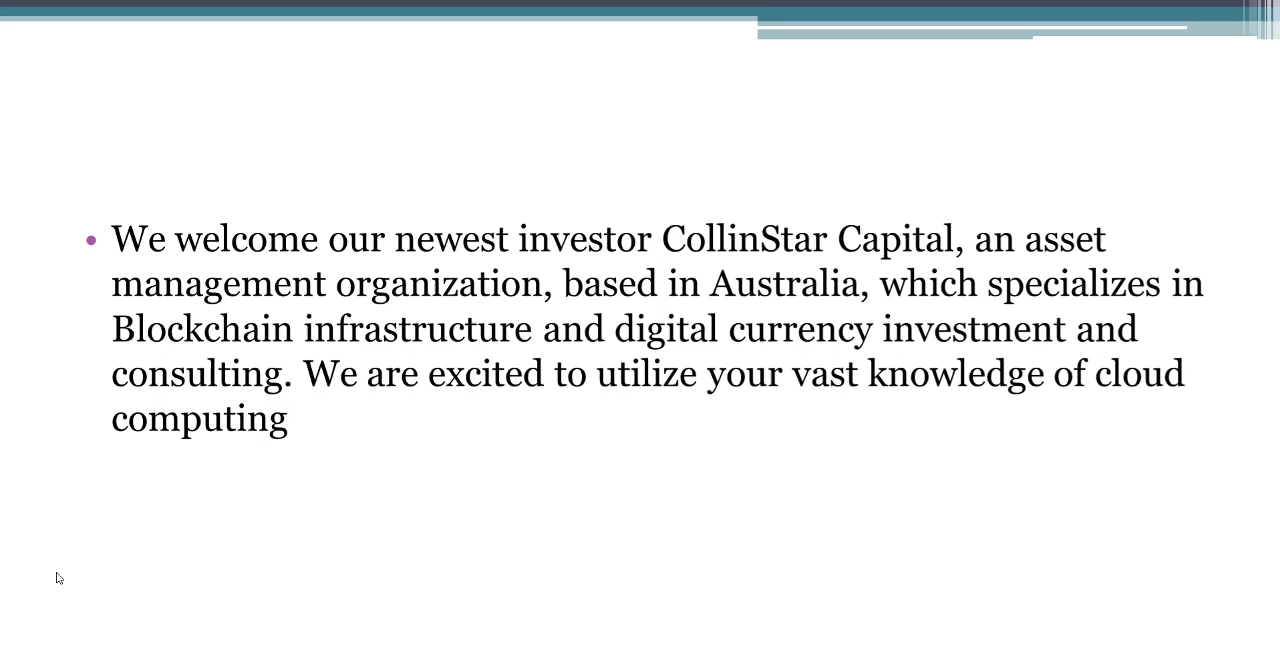 • We welcome our newest investor CollinStar Capital, an asset
management organization, based in Australia, which specializes in
Blockchain infrastructure and digital currency investment and
consulting. We are excited to utilize your vast knowledge of cloud
computing